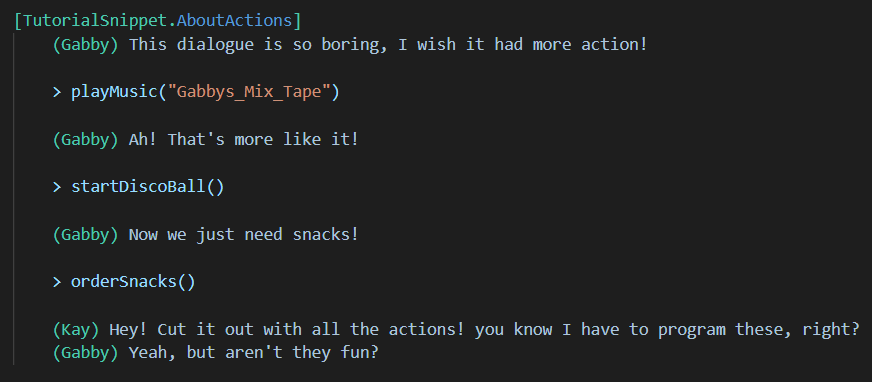 [TutorialSnippet.AboutActions]
(Gabby) This dialogue is so boring, I wish it had more action!
> playMusic("Gabbys_Mix_Tape")
(Gabby) Ah! That's more like it!
> startDiscoBall()
(Gabby) Now we just need snacks!
> orderSnacks()
(Kay) Hey! Cut it out with all the actions! you know I have to program these, right?
(Gabby) Yeah, but aren't they fun?